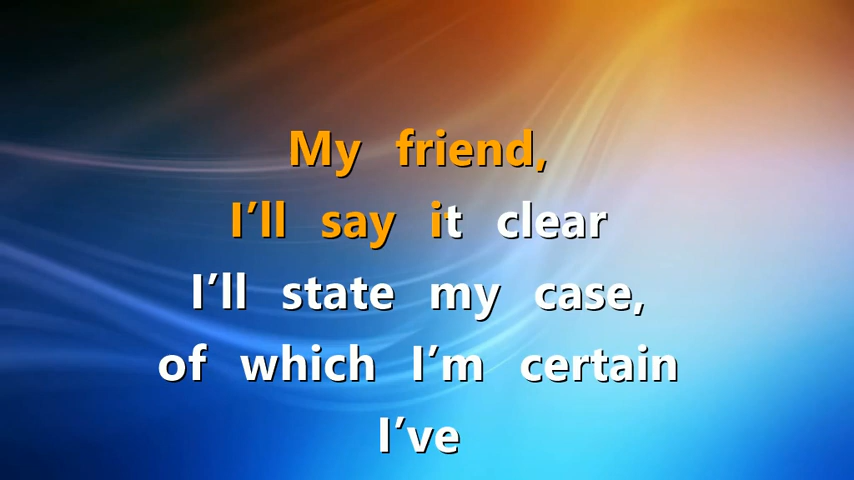 My friend,
I’ll say it clear
I’ll state my case,
of which I’m certain
I’ve